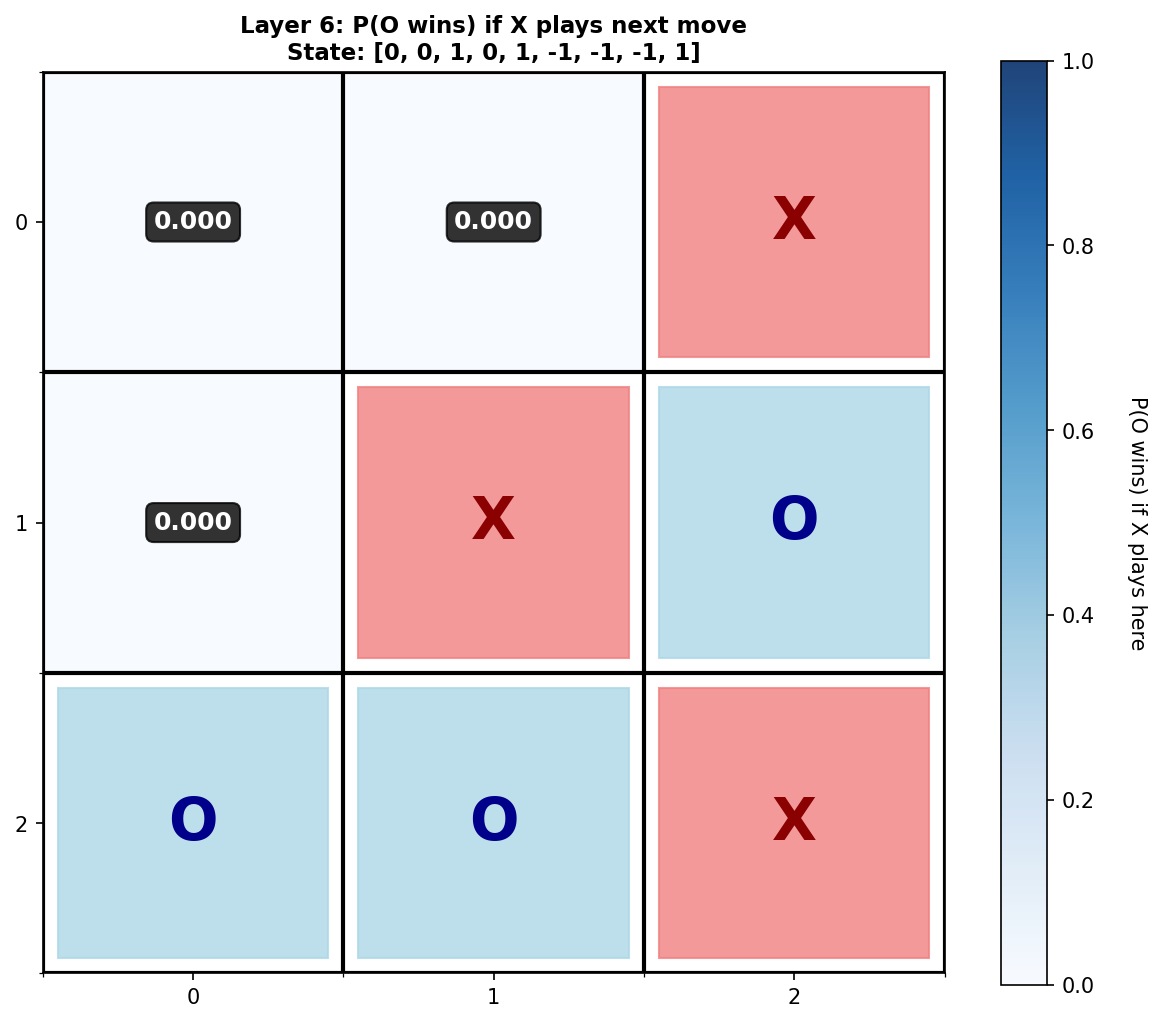 Layer 6: P(O wins) if X plays next move
State: [0, 0, 1, 0, 1, -1, -1, -1, 1]
0.000
0.000
X
0.000
X
O
O
O
X
0
1
2
0
1
2
1.0
0.8
0.6
0.4
0.2
0.0
P(O wins) if X plays here